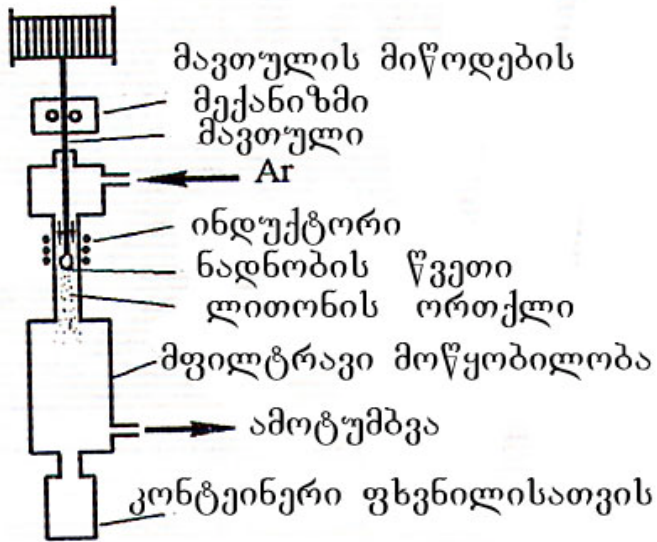 მავთულის მიწოდების
მექანიზმი
მავთული
Ar
ინდუქტორი
ნადნობის წვეთი
ლითონის ორთქლი
მფილტრავი მოწყობილობა
ამოტუმბვა
კონტეინერი ფხვნილისათვის